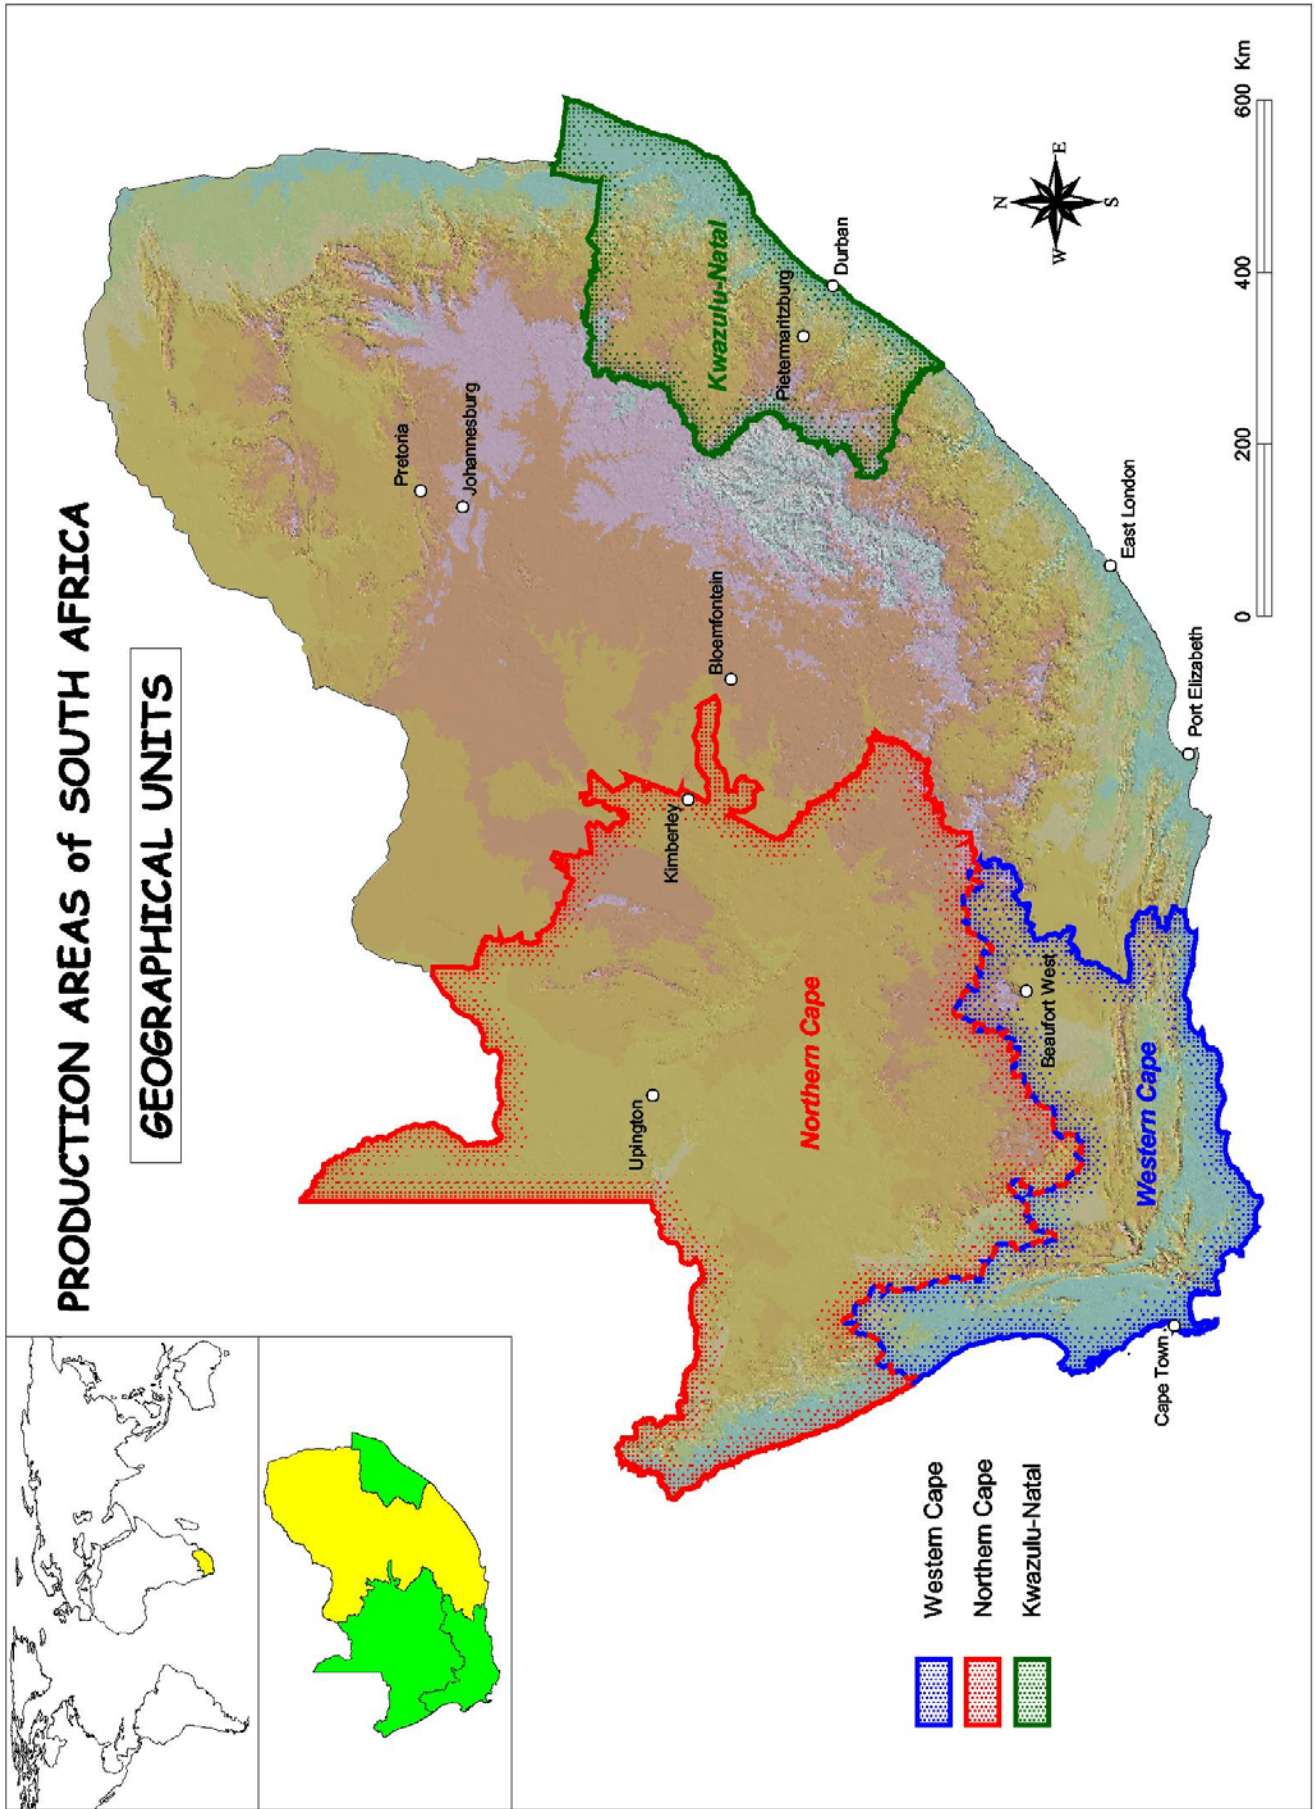 PRODUCTION AREAS of SOUTH AFRICA
GEOGRAPHICAL UNITS
Pretoria
Johannesburg
Kwazulu-Natal
Pietermaritzburg
Durban
Bloemfontein
Kimberley
Upington
Northern Cape
East London
Port Elizabeth
Beaufort West
Western Cape
Cape Town
N
W
E
S
0 200 400 600 Km
Western Cape
Northern Cape
Kwazulu-Natal